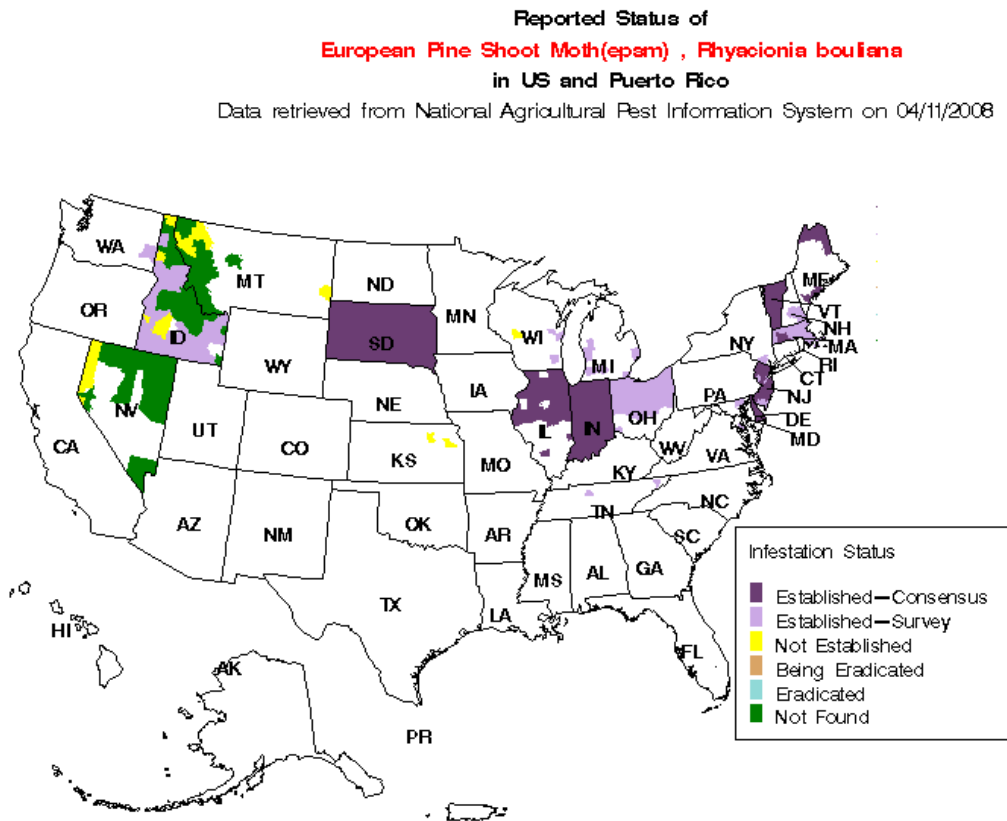 Reported Status of
European Pine Shoot Moth(epsm) , Rhyacionia bouliana
in US and Puerto Rico
Data retrieved from National Agricultural Pest Information System on 04/11/2008
WA
MT
ND
MN
ME
OR
ID
SD
WI
MI
NY
VT
NH
MA
RI
CT
NJ
DE
MD
WY
IA
PA
NV
NE
IL
IN
OH
UT
CO
KS
MO
WV
VA
CA
KY
AZ
NM
OK
AR
TN
NC
SC
TX
LA
MS
AL
GA
FL
HI
AK
PR
Infestation Status
Established—Consensus
Established—Survey
Not Established
Being Eradicated
Eradicated
Not Found